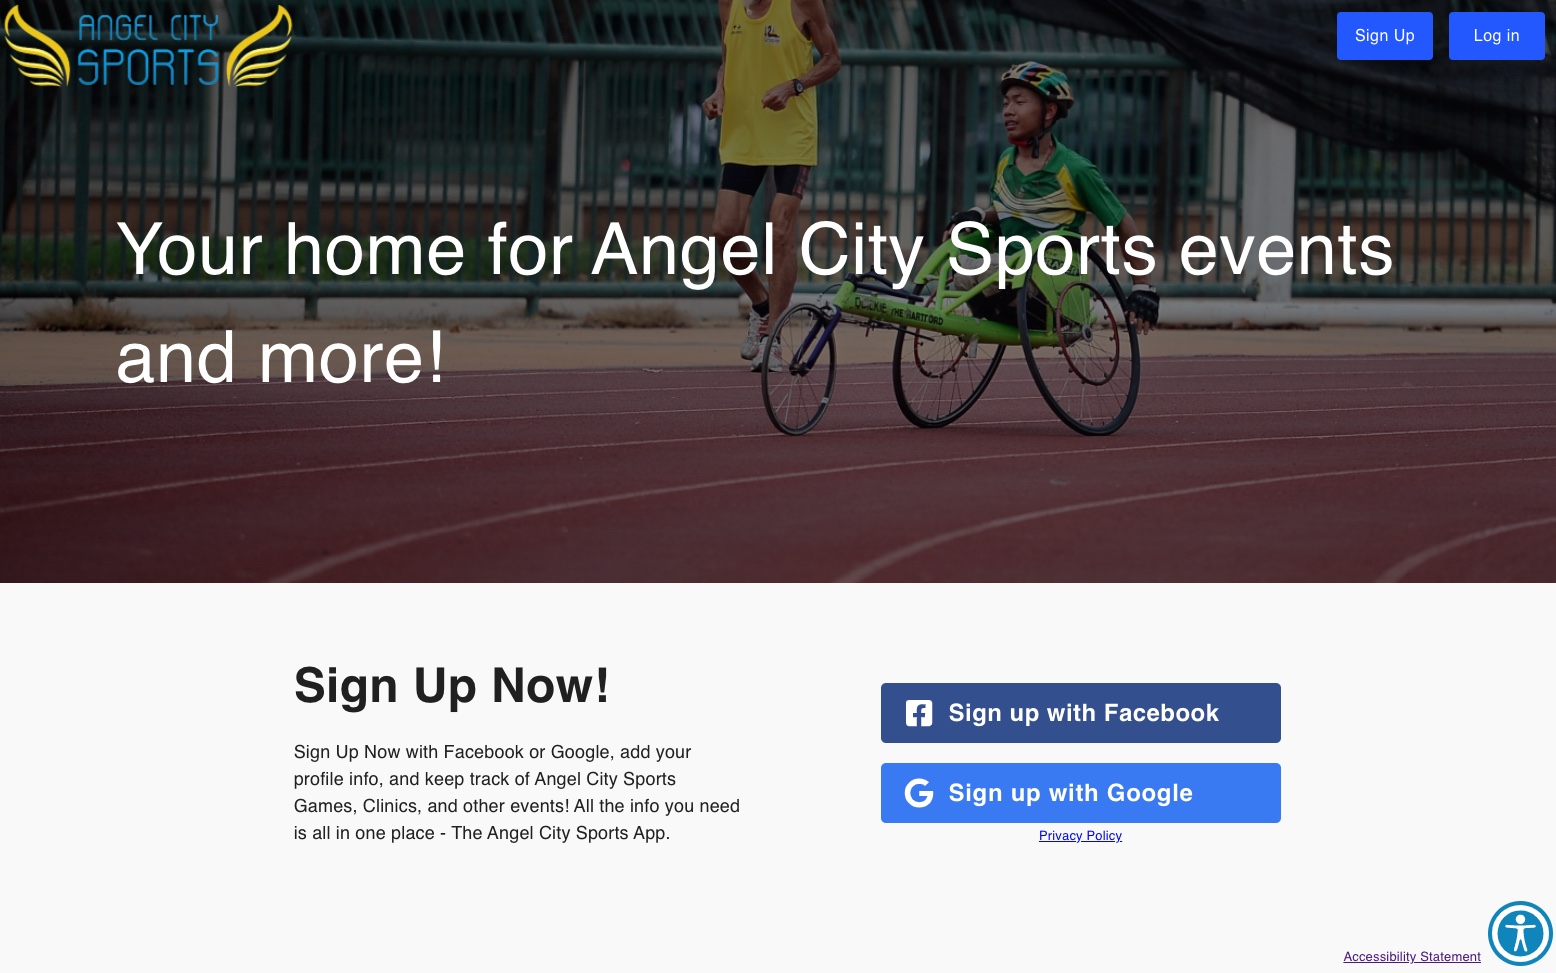 ANGEL CITY
SPORTS
Sign Up
Log in
Your home for Angel City Sports events
and more!
THE HARTFORD
Sign Up Now!
Sign Up Now with Facebook or Google, add your
profile info, and keep track of Angel City Sports
Games, Clinics, and other events! All the info you need
is all in one place - The Angel City Sports App.
Sign up with Facebook
Sign up with Google
Privacy Policy
Accessibility Statement